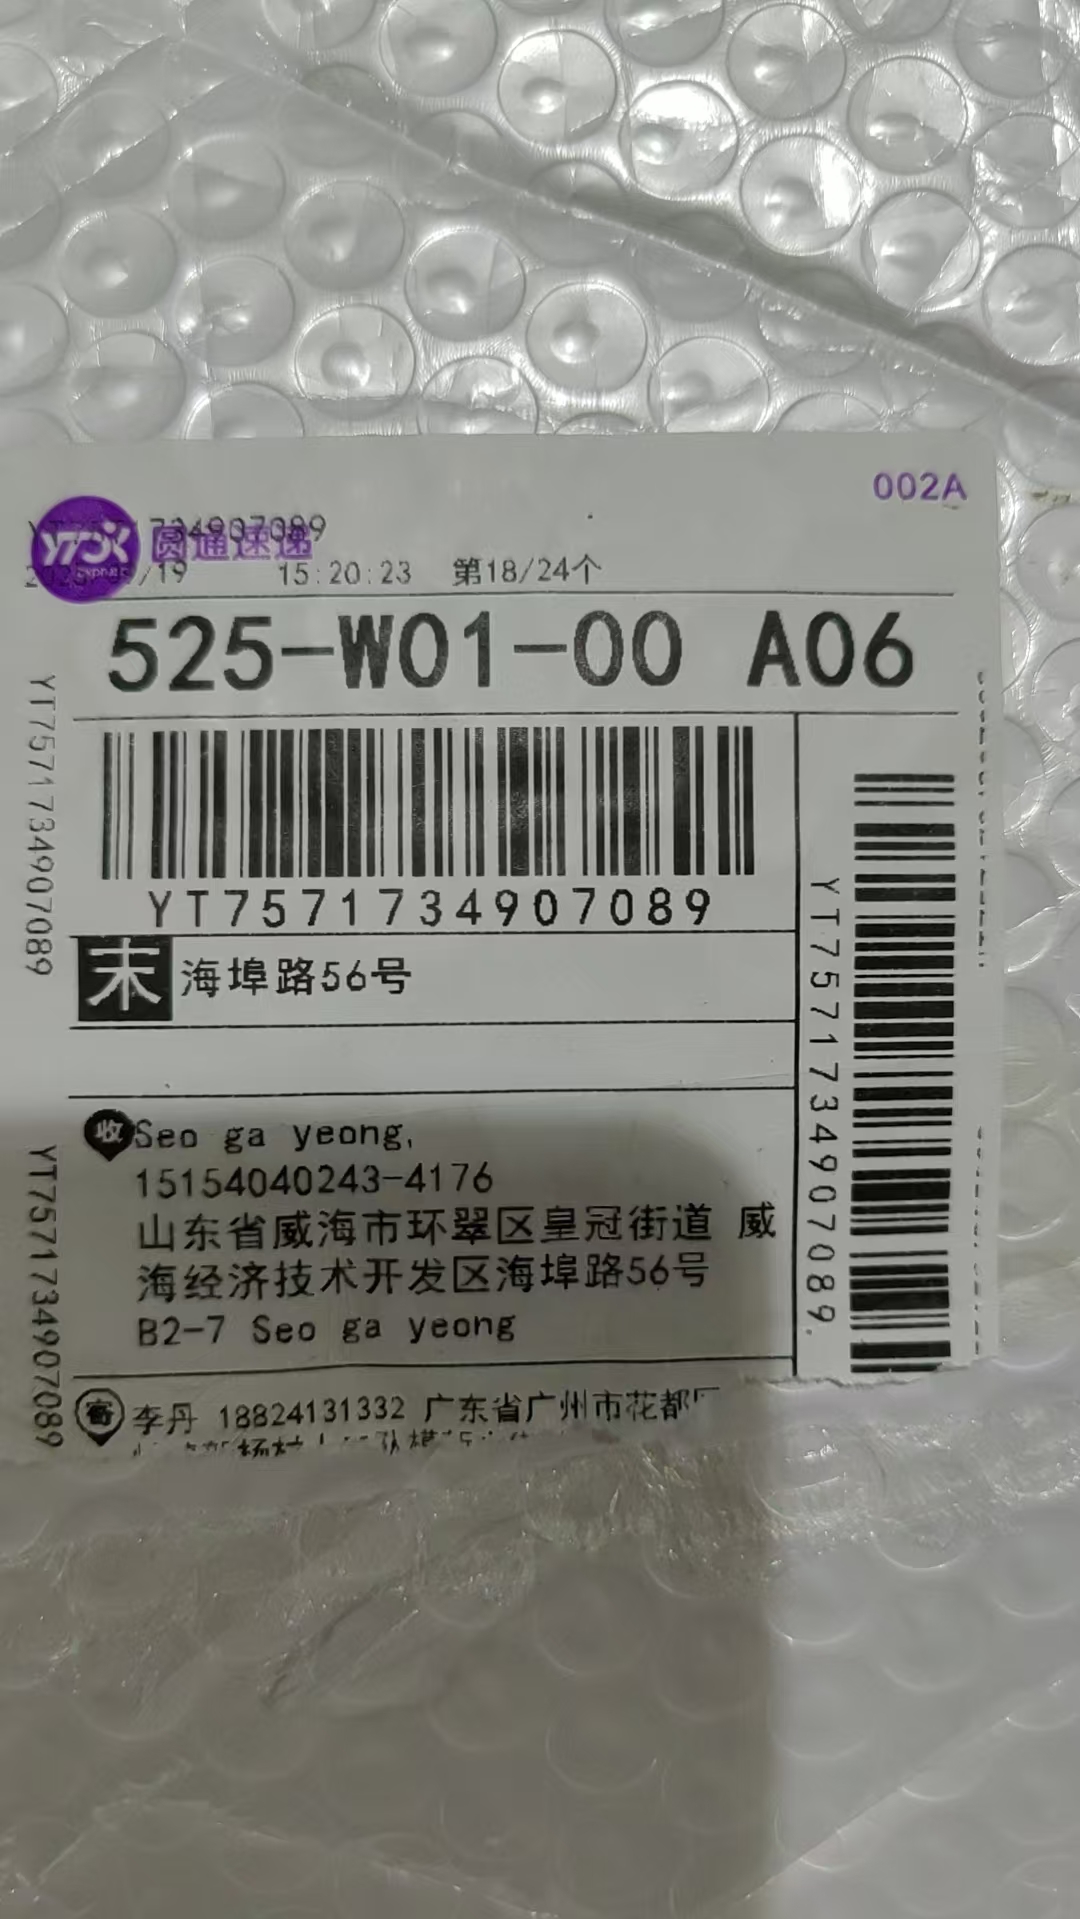 002A
圆通速递
15:20:23 第18/24个
525-W01-00 A06
YT7571734907089
末 海埠路56号
收 Seo ga yeong,
15154040243-4176
山东省威海市环翠区皇冠街道 威
海经济技术开发区海埠路56号
B2-7 Seo ga yeong
寄 李丹 18824131332 广东省广州市花都
YT7571734907089
YT7571734907089
YT7571734907089.